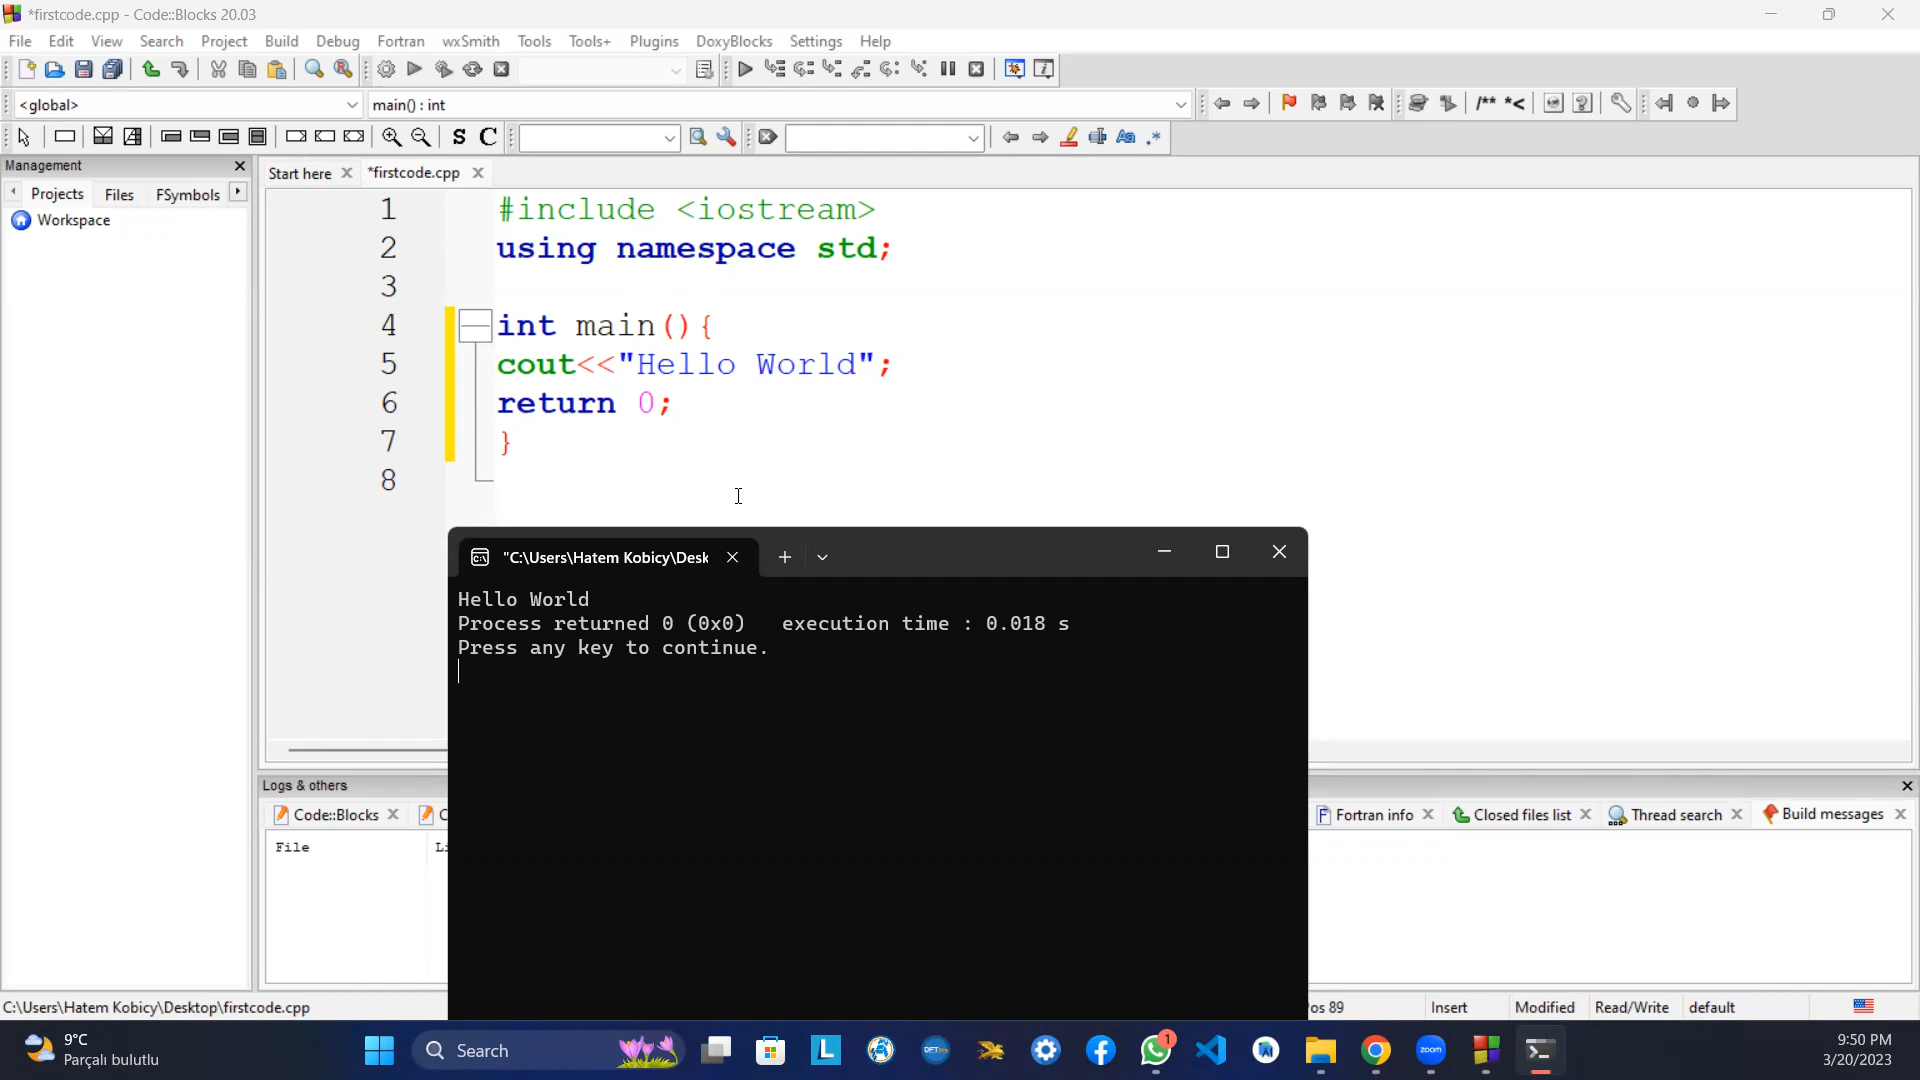 *firstcode.cpp - Code::Blocks 20.03
File Edit View Search Project Build Debug Fortran wxSmith Tools Tools+ Plugins DoxyBlocks Settings Help
<global> main() : int
/** *<
S C Aa .*
Management
Start here *firstcode.cpp
Projects Files FSymbols
Workspace
1 #include <iostream>
2 using namespace std;
3
4 int main(){
5 cout<<"Hello World";
6 return 0;
7 }
8
"C:\Users\Hatem Kobicy\Desk
Hello World
Process returned 0 (0x0)   execution time : 0.018 s
Press any key to continue.
Logs & others
Code::Blocks Fortran info Closed files list Thread search Build messages
File
C:\Users\Hatem Kobicy\Desktop\firstcode.cpp os 89 Insert Modified Read/Write default
9°C
Parçalı bulutlu
Search
L
zoom
1
9:50 PM
3/20/2023